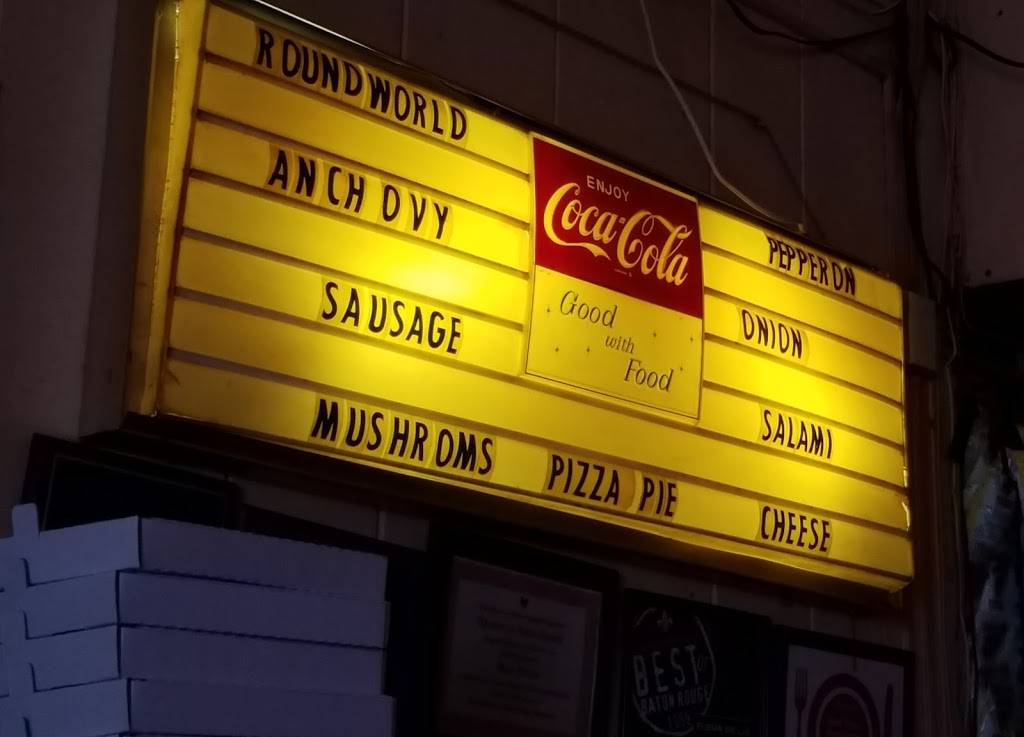 ROUNDWORLD
ANCHOVY
SAUSAGE
MUSHROMS
PIZZA PIE
ENJOY
Coca-Cola
Good
with
Food
PEPPERON
ONION
SALAMI
CHEESE
BEST of
BATON ROUGE